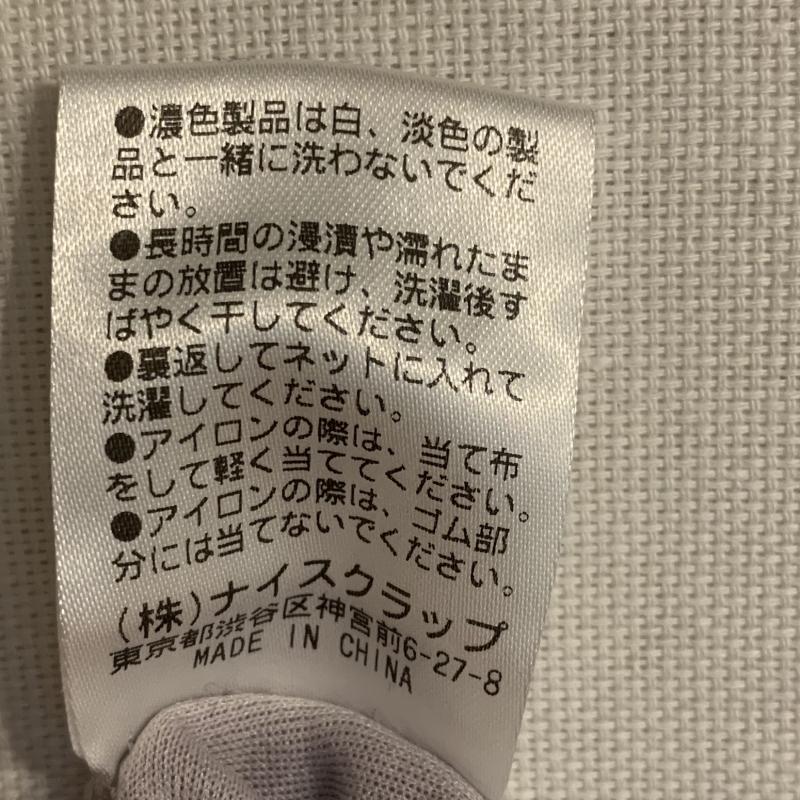 ●濃色製品は白、淡色の製
品と一緒に洗わないでくだ
さい。
●長時間の浸漬や濡れたま
まの放置は避け、洗濯後す
ばやく干してください。
●裏返してネットに入れて
洗濯してください。
●アイロンの際は、当て布
をして軽く当ててください。
●アイロンの際は、ゴム部
分には当てないでください。
(株)ナイスクラップ
東京都渋谷区神宮前6-27-8
MADE IN CHINA